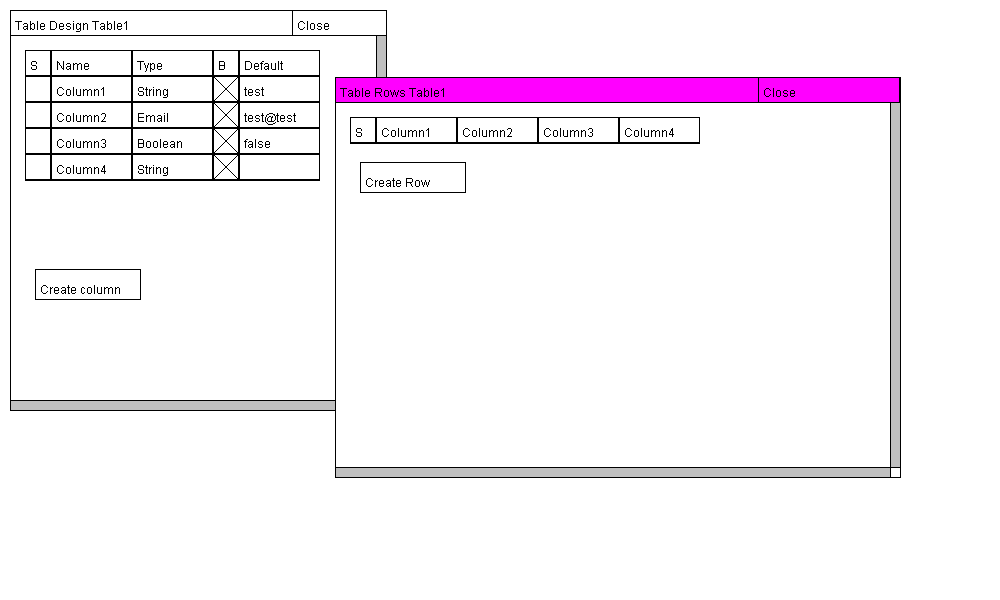 Table Design Table1 Close
S Name Type B Default
Column1 String test
Column2 Email test@test
Column3 Boolean false
Column4 String
Create column
Table Rows Table1 Close
S Column1 Column2 Column3 Column4
Create Row